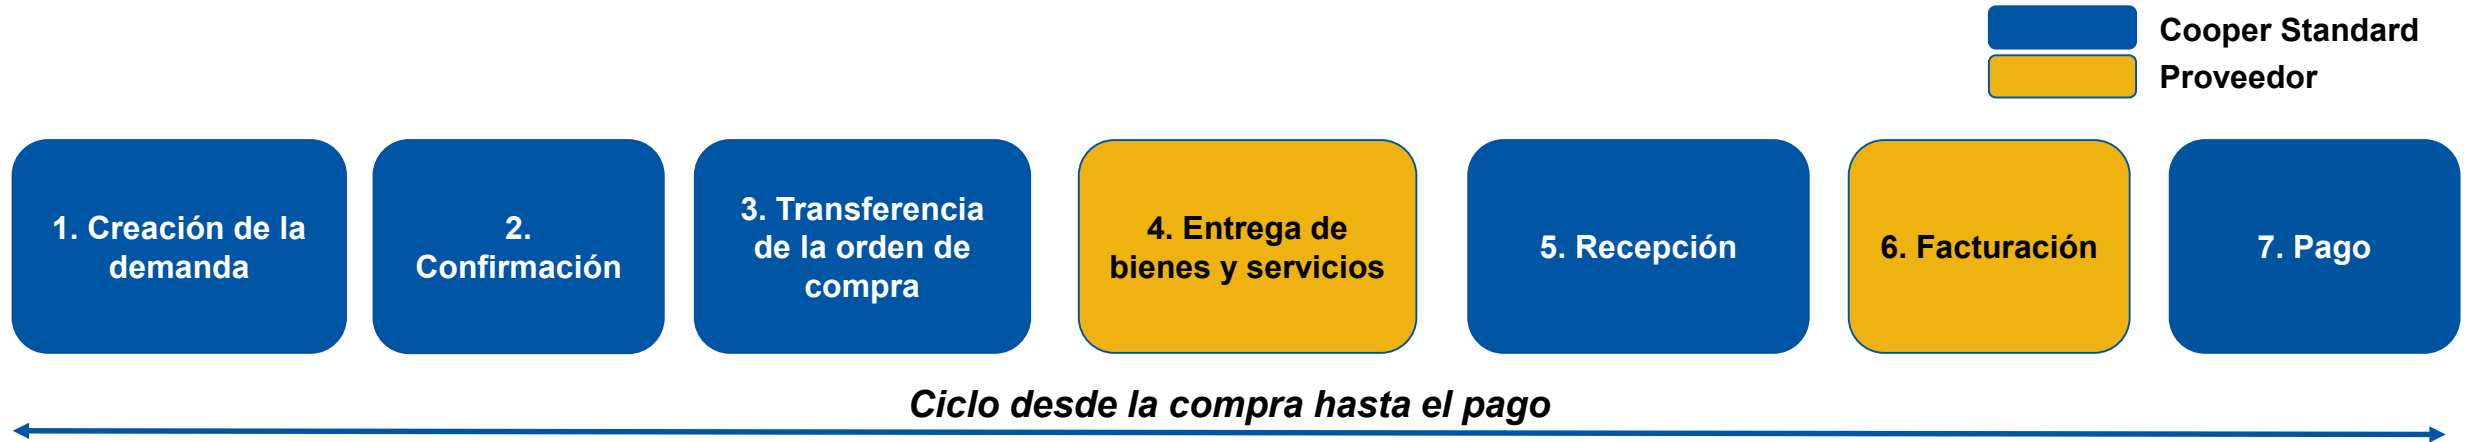 Cooper Standard
Proveedor
1. Creación de la
demanda
2.
Confirmación
3. Transferencia
de la orden de
compra
4. Entrega de
bienes y servicios
5. Recepción
6. Facturación
7. Pago
Ciclo desde la compra hasta el pago